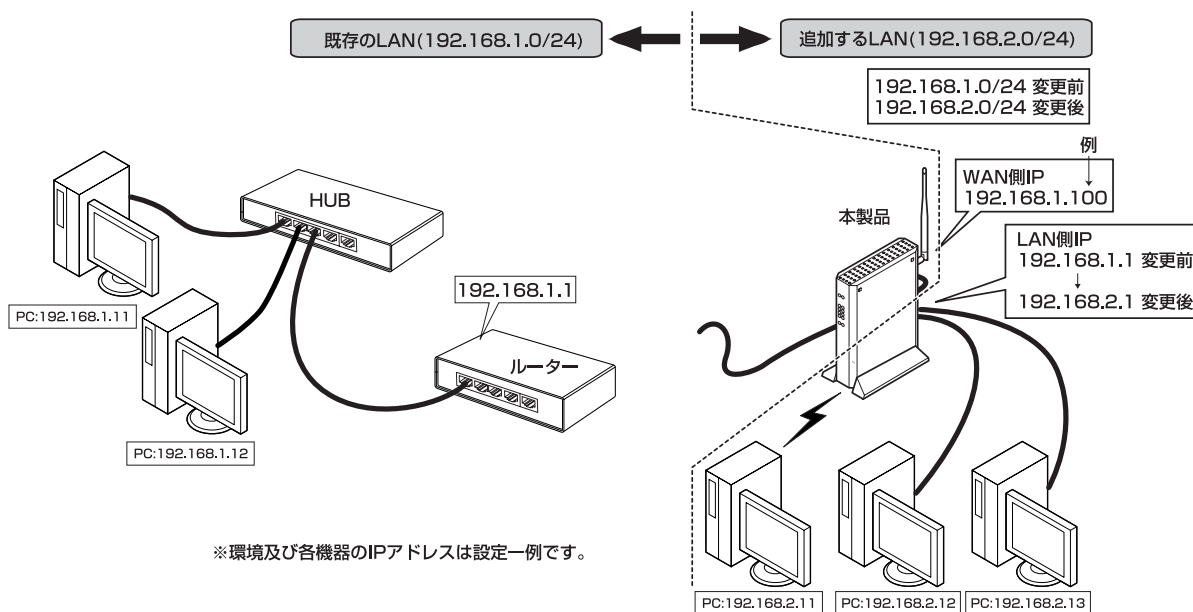 既存のLAN(192.168.1.0/24)
追加するLAN(192.168.2.0/24)
192.168.1.0/24 変更前
192.168.2.0/24 変更後
例
WAN側IP
192.168.1.100
本製品
LAN側IP
192.168.1.1 変更前
192.168.2.1 変更後
HUB
192.168.1.1
ルーター
PC:192.168.1.11
PC:192.168.1.12
※環境及び各機器のIPアドレスは設定一例です。
PC:192.168.2.11
PC:192.168.2.12
PC:192.168.2.13